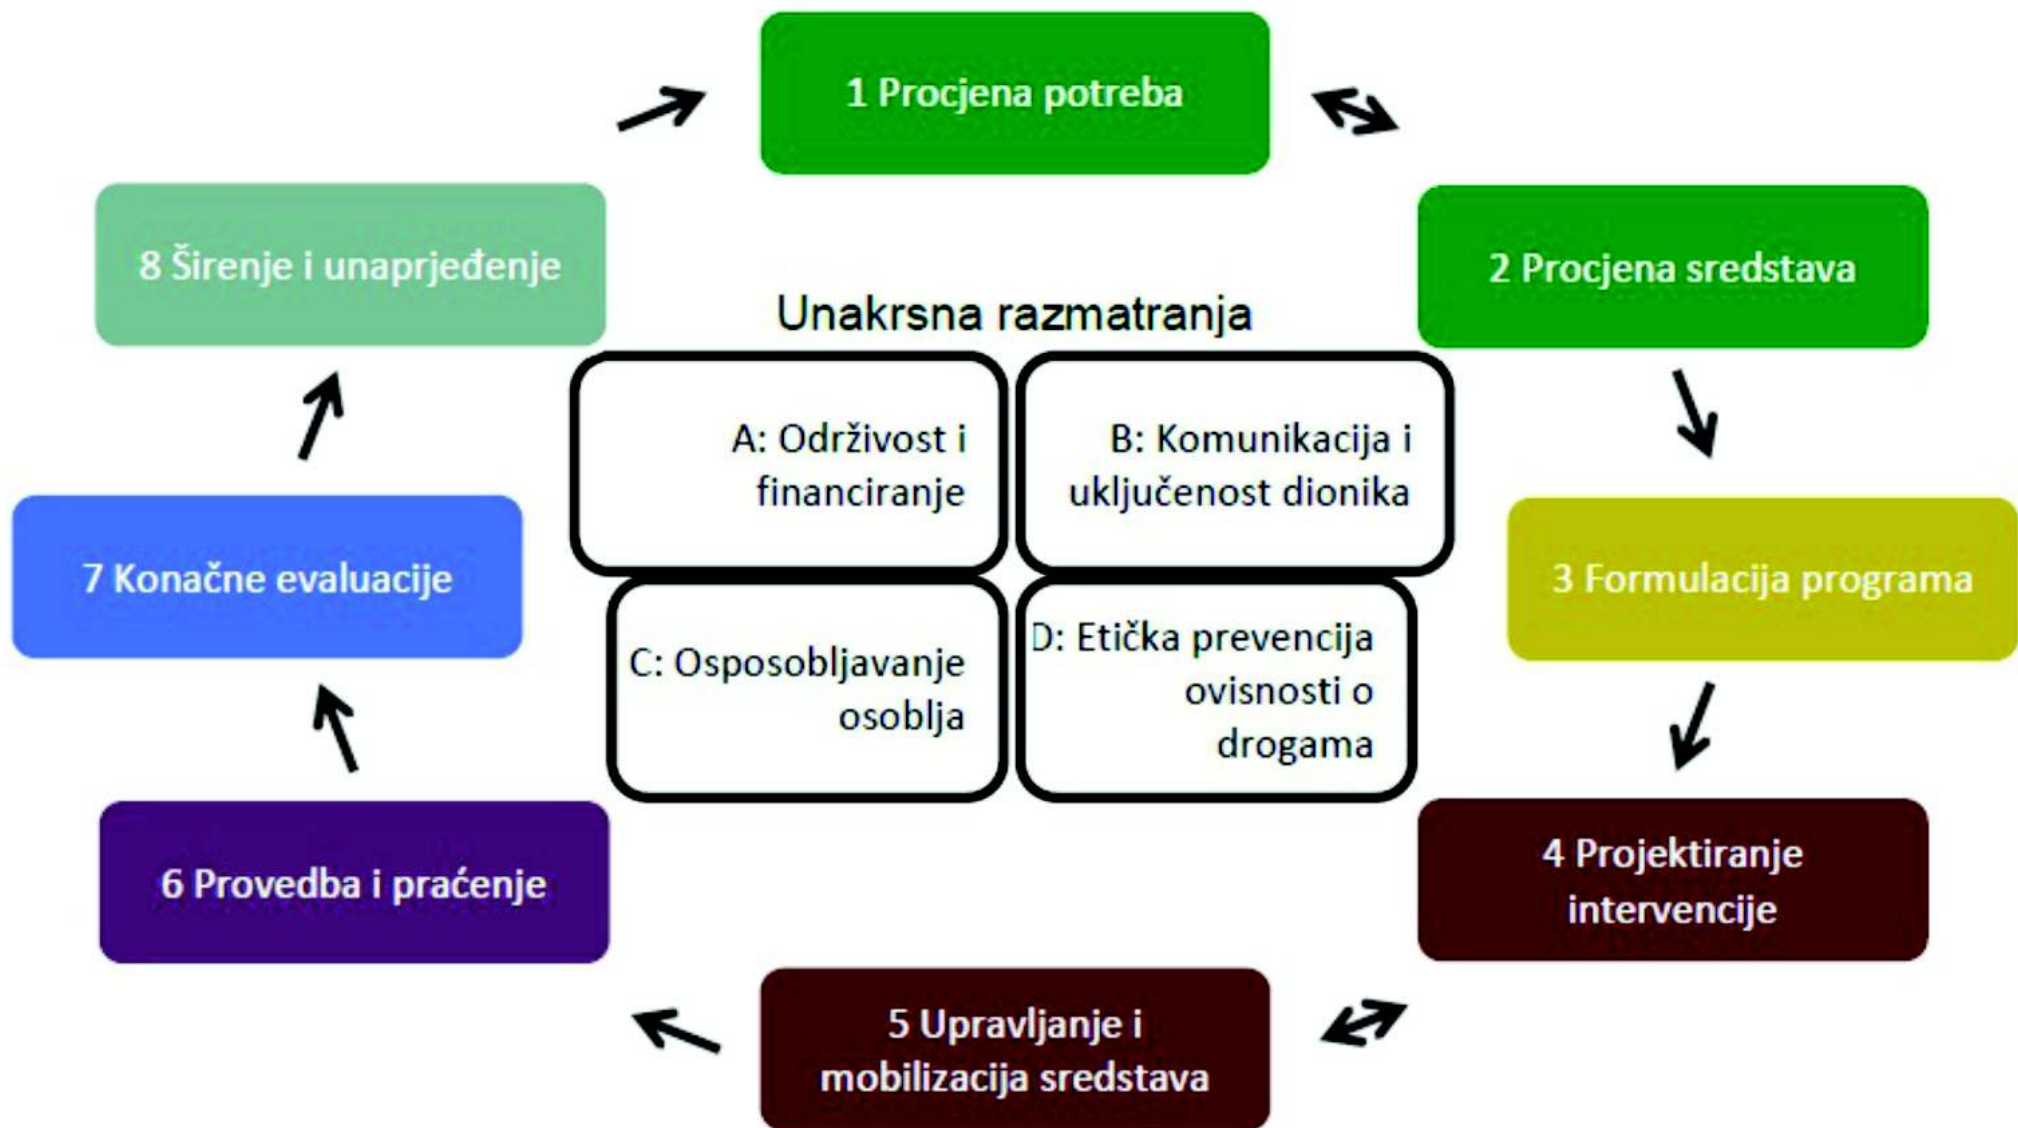 1 Procjena potreba
2 Procjena sredstava
3 Formulacija programa
4 Projektiranje
intervencije
5 Upravljanje i
mobilizacija sredstava
6 Provedba i praćenje
7 Konačne evaluacije
8 Širenje i unaprjeđenje
Unakrsna razmatranja
A: Održivost i
financiranje
B: Komunikacija i
uključenost dionika
C: Osposobljavanje
osoblja
D: Etička prevencija
ovisnosti o
drogama